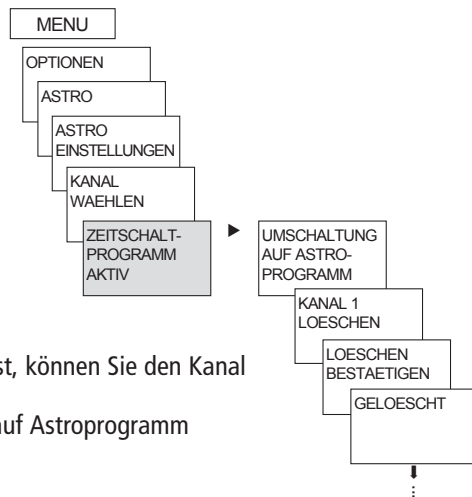 MENU
OPTIONEN
ASTRO
ASTRO
EINSTELLUNGEN
KANAL
WAEHLEN
ZEITSCHALT-
PROGRAMM
AKTIV
UMSCHALTUNG
AUF ASTRO-
PROGRAMM
KANAL 1
LOESCHEN
LOESCHEN
BESTAETIGEN
GELOESCHT
st, können Sie den Kanal
auf Astroprogramm